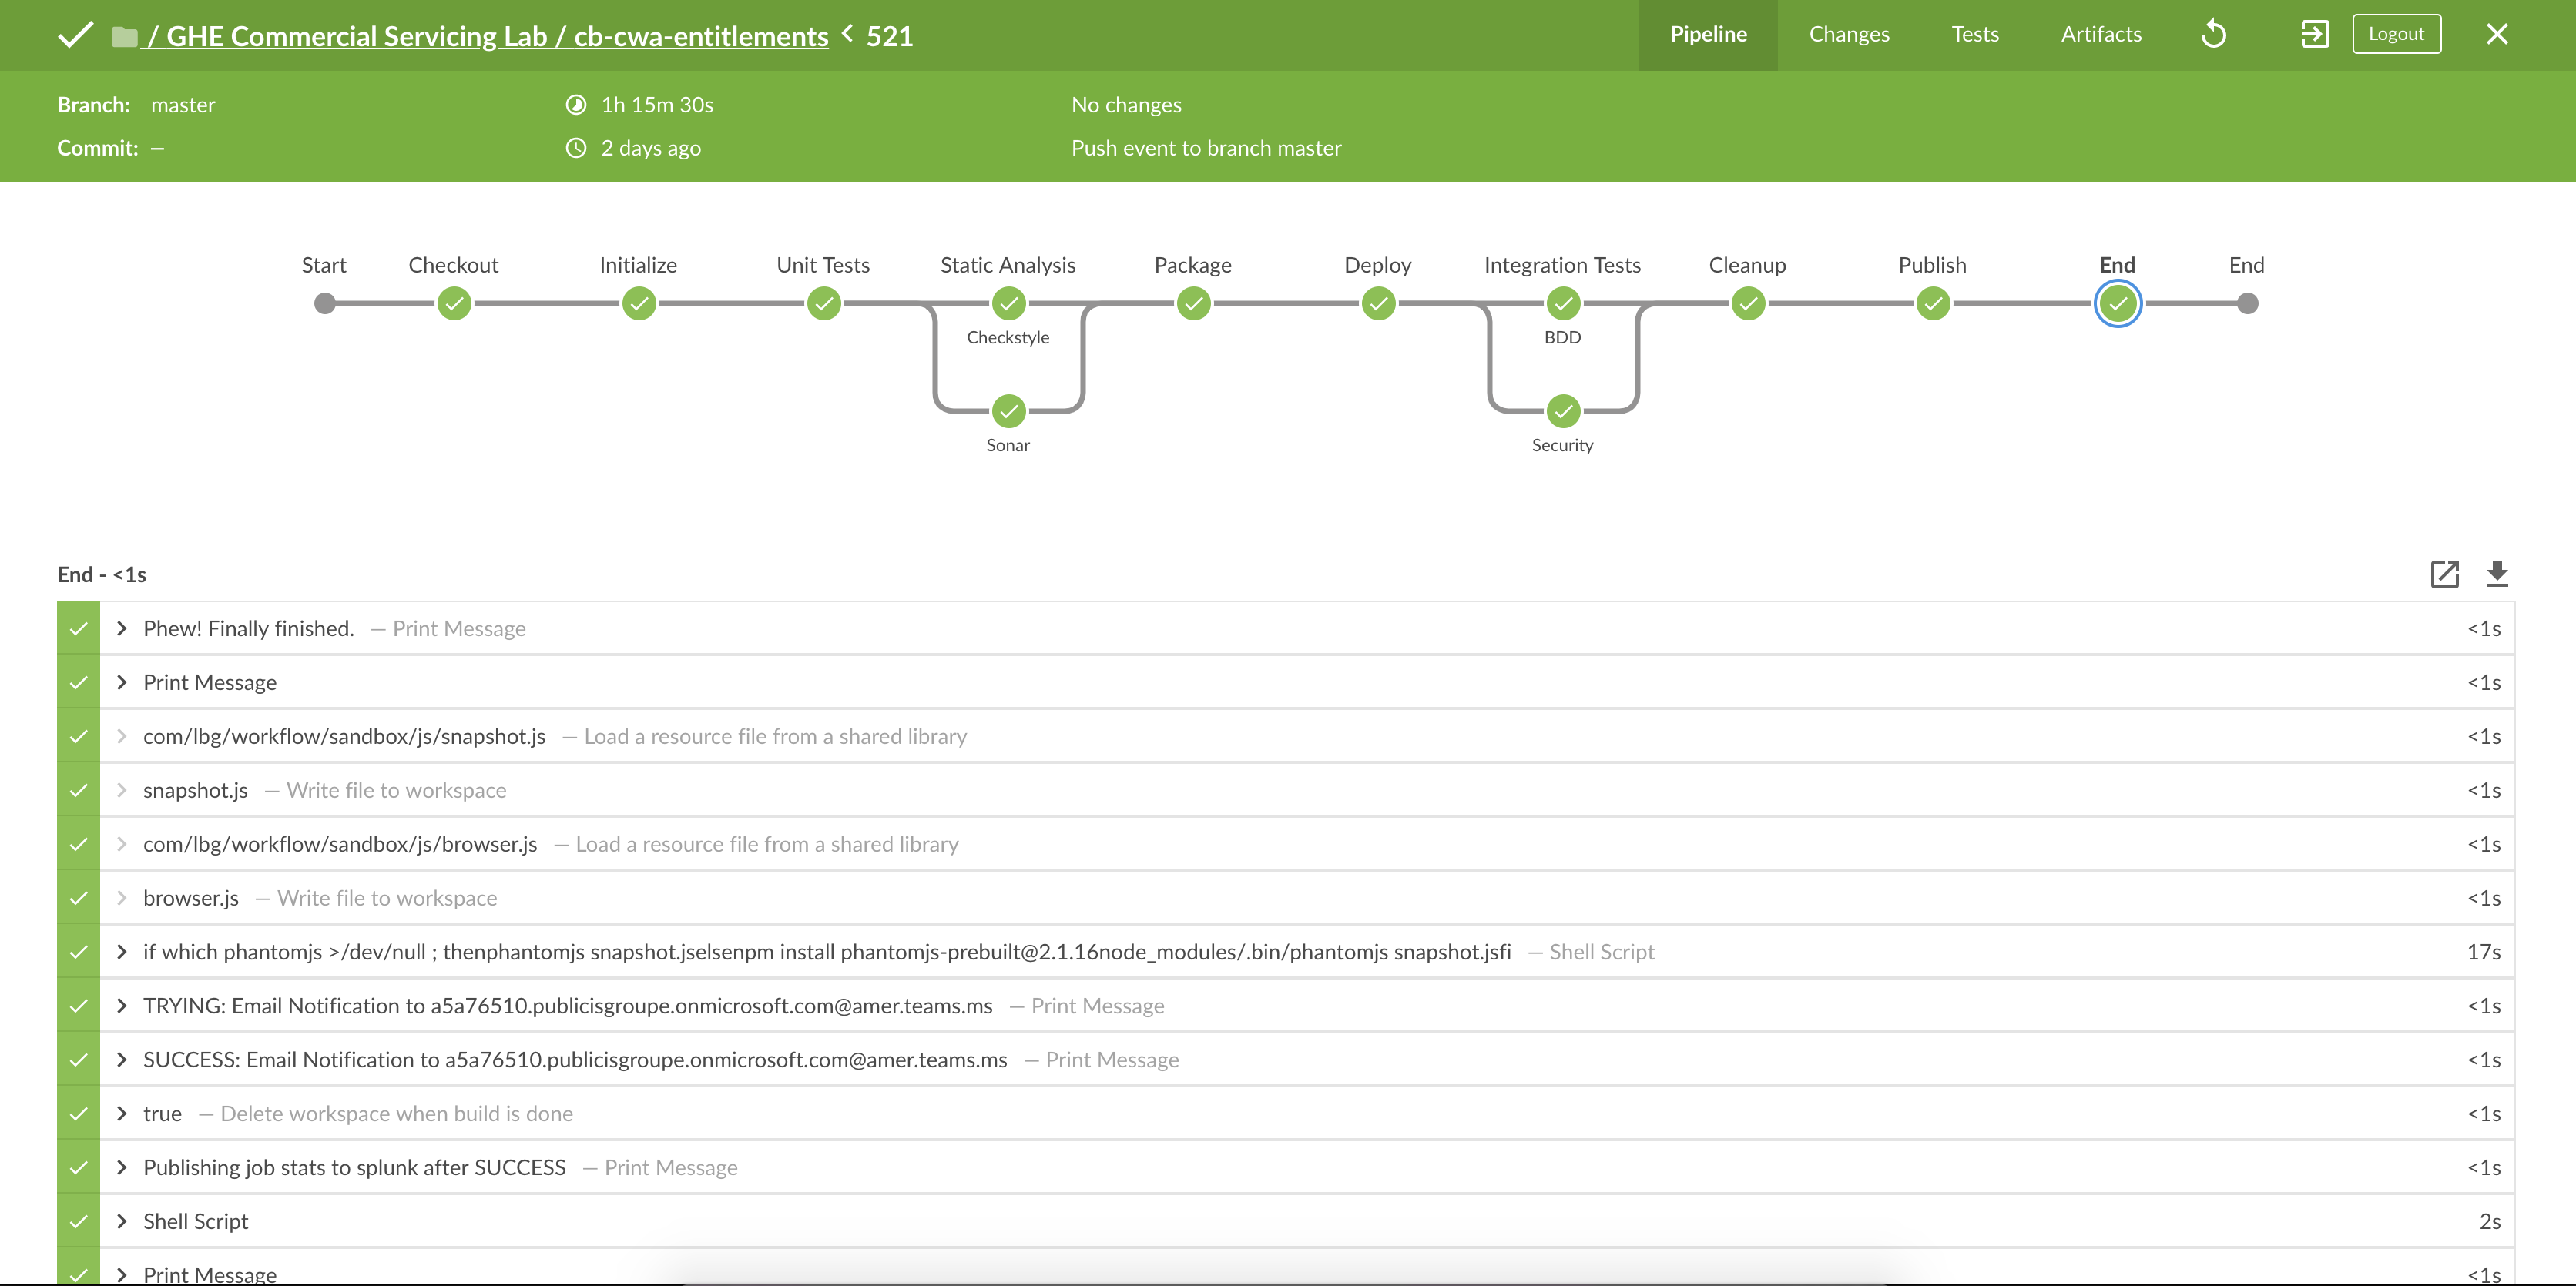 / GHE Commercial Servicing Lab / cb-cwa-entitlements < 521
Pipeline Changes Tests Artifacts Logout
Branch: master 1h 15m 30s No changes
Commit: — 2 days ago Push event to branch master
Start Checkout Initialize Unit Tests Static Analysis Package Deploy Integration Tests Cleanup Publish End End
Checkstyle BDD
Sonar Security
End - <1s
Phew! Finally finished. — Print Message <1s
Print Message <1s
com/lbg/workflow/sandbox/js/snapshot.js — Load a resource file from a shared library <1s
snapshot.js — Write file to workspace <1s
com/lbg/workflow/sandbox/js/browser.js — Load a resource file from a shared library <1s
browser.js — Write file to workspace <1s
if which phantomjs >/dev/null ; thenphantomjs snapshot.jselsenpm install phantomjs-prebuilt@2.1.16node_modules/.bin/phantomjs snapshot.jsfi — Shell Script 17s
TRYING: Email Notification to a5a76510.publicisgroupe.onmicrosoft.com@amer.teams.ms — Print Message <1s
SUCCESS: Email Notification to a5a76510.publicisgroupe.onmicrosoft.com@amer.teams.ms — Print Message <1s
true — Delete workspace when build is done <1s
Publishing job stats to splunk after SUCCESS — Print Message <1s
Shell Script 2s
Print Message <1s